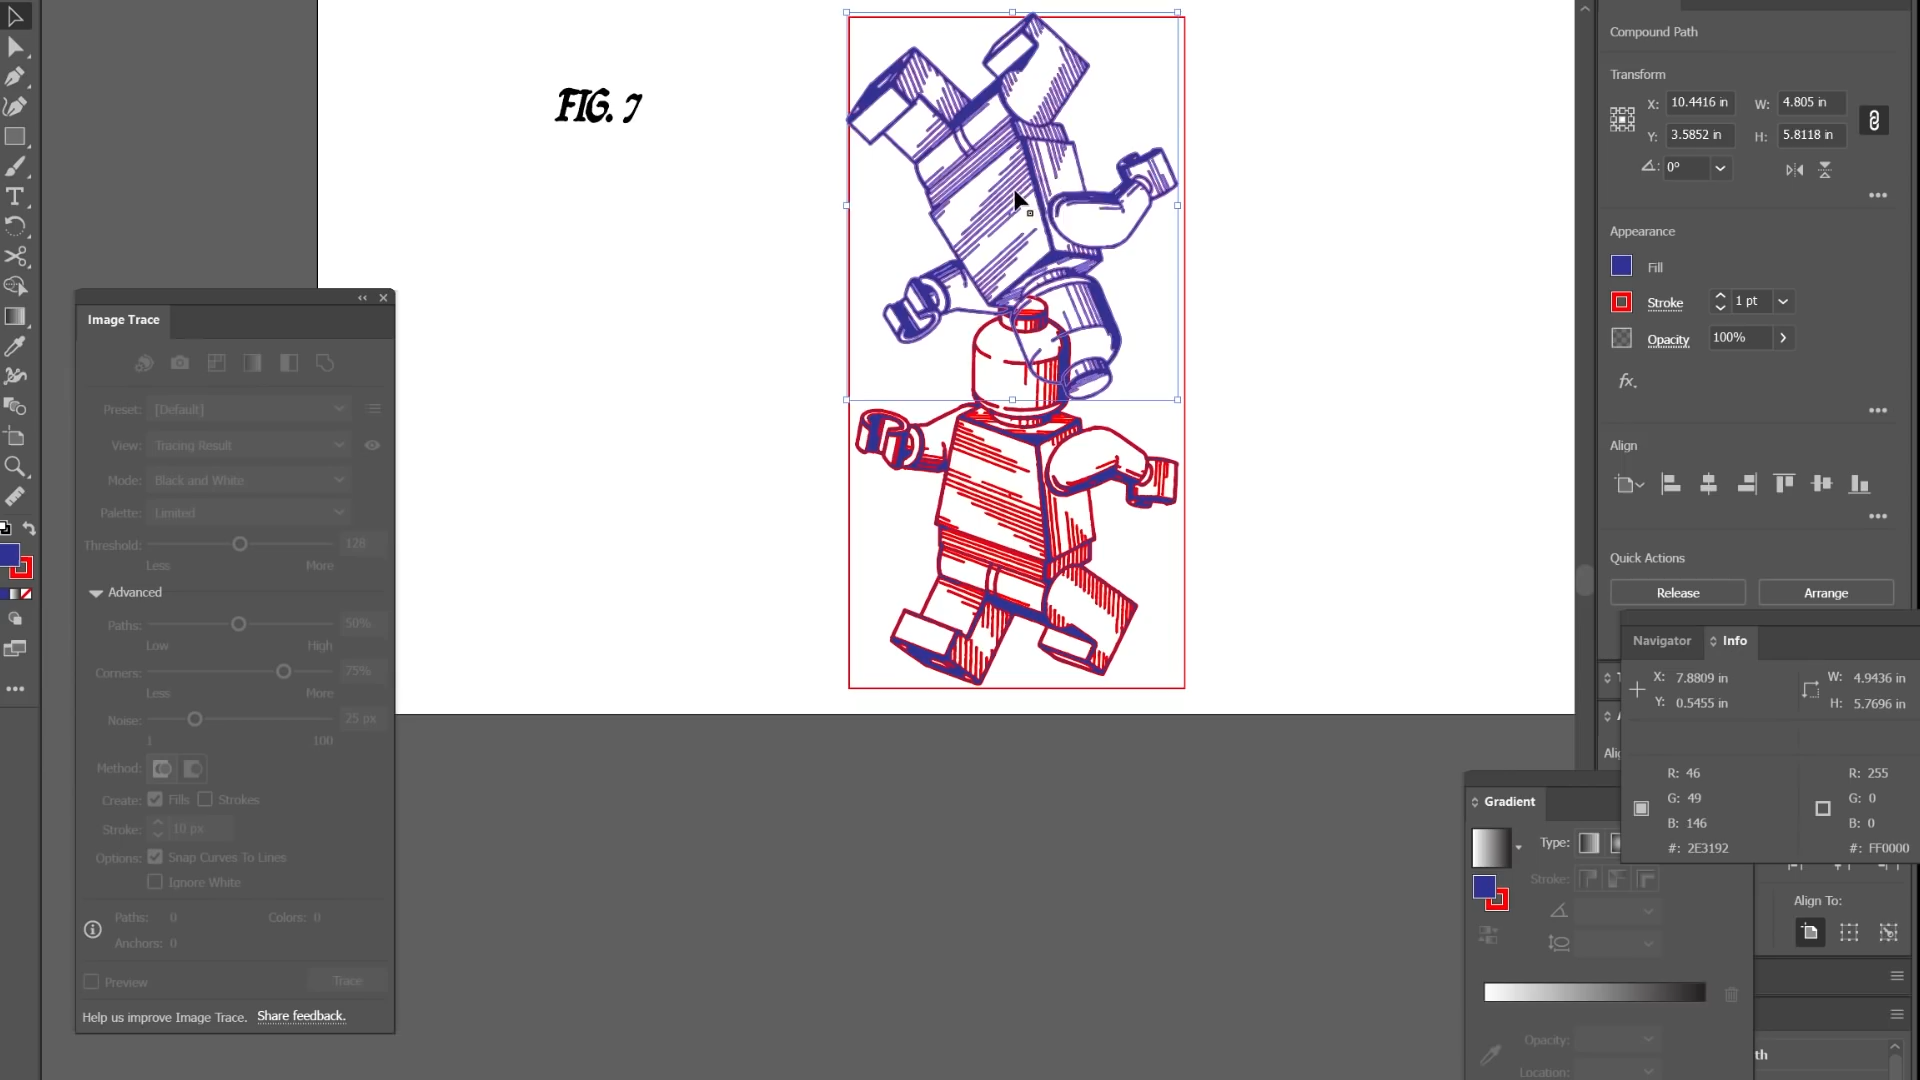 FIG. 7
Compound Path
Transform
X: 10.4416 in W: 4.805 in
Y: 3.5852 in H: 5.8118 in
0°
Appearance
Fill
Stroke 1 pt
Opacity 100%
fx.
Align
Quick Actions
Release Arrange
Navigator Info
X: 7.8809 in W: 4.9436 in
Y: 0.5455 in H: 5.7696 in
R: 46 R: 255
G: 49 G: 0
B: 146 B: 0
#: 2E3192 #: FF0000
Gradient
Type:
Stroke:
Opacity:
Location:
Align To:
Image Trace
Preset: [Default]
View: Tracing Result
Mode: Black and White
Palette: Limited
Threshold: 128
Less More
Advanced
Paths: 50%
Low High
Corners: 75%
Less More
Noise: 25 px
1 100
Method:
Create: Fills Strokes
Stroke: 10 px
Options: Snap Curves To Lines
Ignore White
Paths: 0 Colors: 0
Anchors: 0
Preview Trace
Help us improve Image Trace. Share feedback.